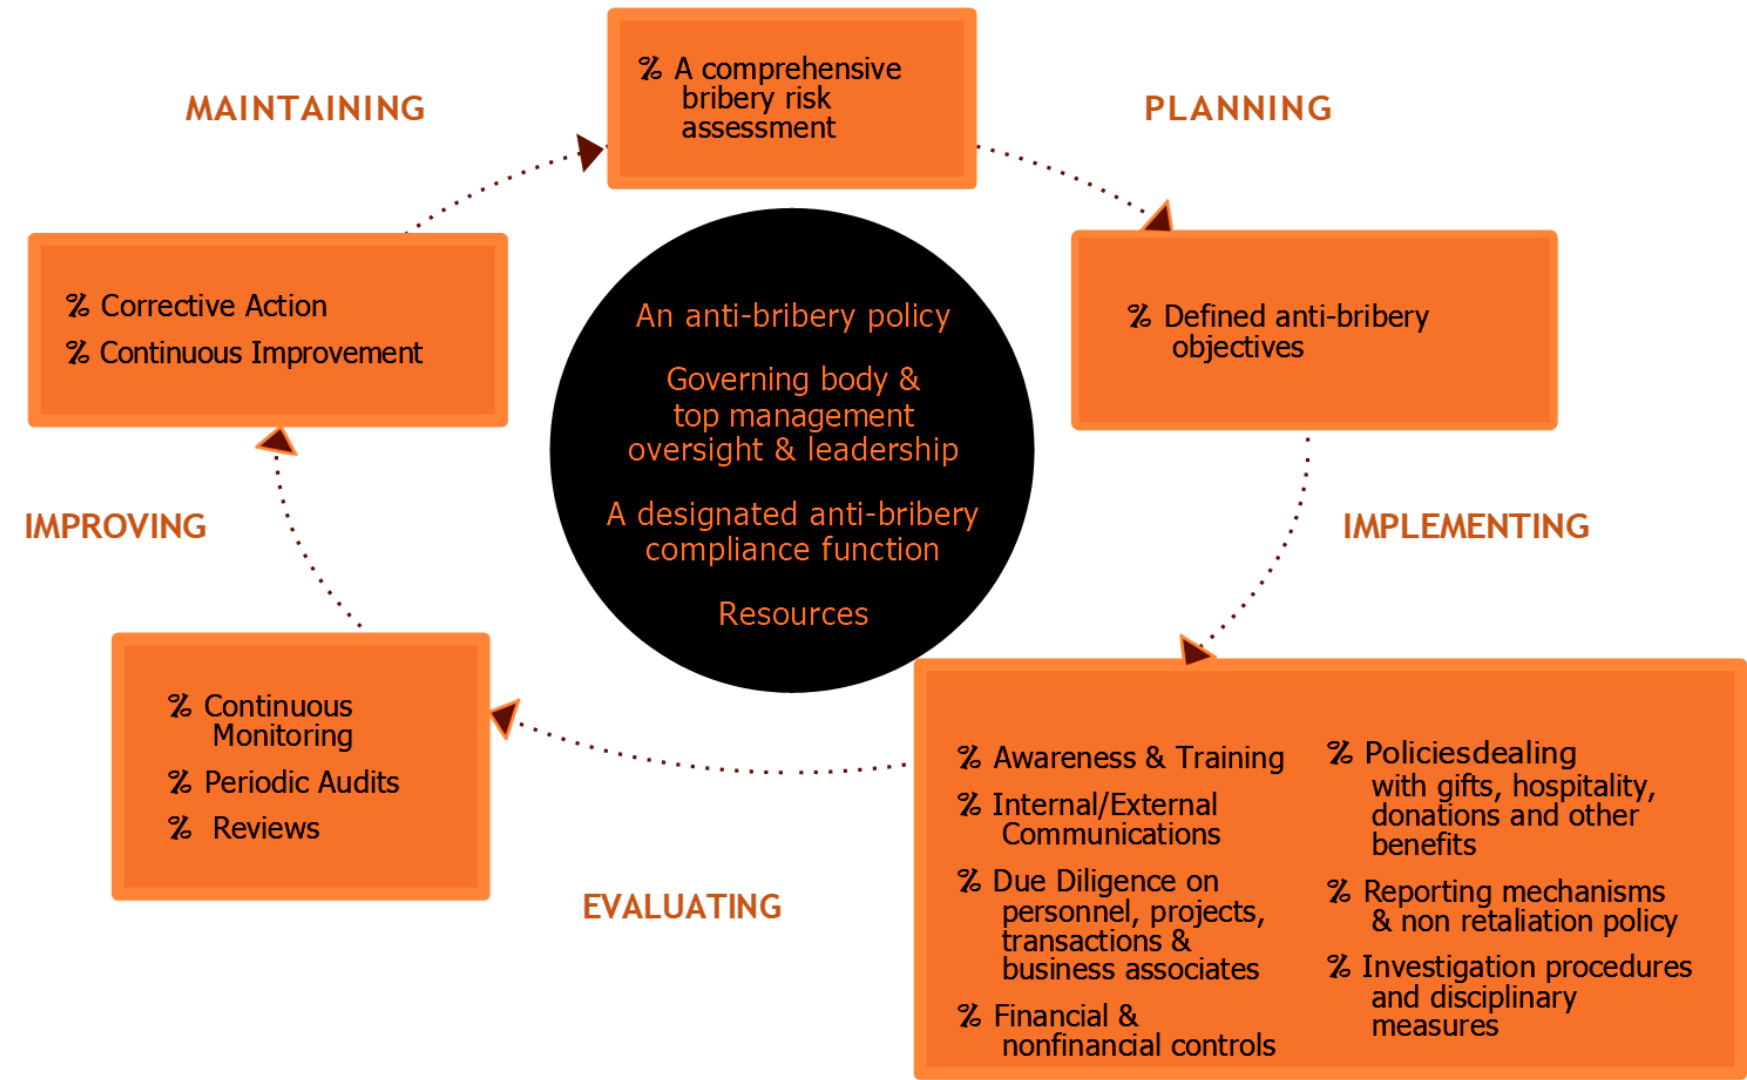 MAINTAINING
% A comprehensive
bribery risk
assessment
PLANNING
% Corrective Action
% Continuous Improvement
An anti-bribery policy
Governing body &
top management
oversight & leadership
A designated anti-bribery
compliance function
Resources
% Defined anti-bribery
objectives
IMPROVING
IMPLEMENTING
% Continuous
Monitoring
% Periodic Audits
% Reviews
EVALUATING
% Awareness & Training
% Internal/External
Communications
% Due Diligence on
personnel, projects,
transactions &
business associates
% Financial &
nonfinancial controls
% Policiesdealing
with gifts, hospitality,
donations and other
benefits
% Reporting mechanisms
& non retaliation policy
% Investigation procedures
and disciplinary
measures